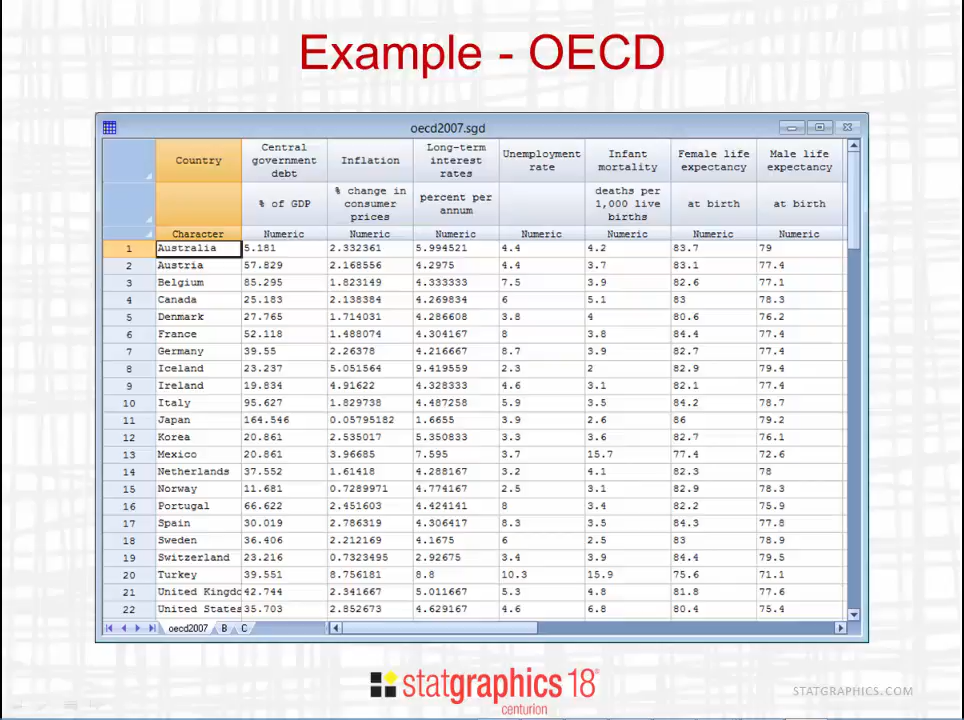 Example - OECD
oecd2007.sgd
Country Central government debt Inflation Long-term interest rates Unemployment rate Infant mortality Female life expectancy Male life expectancy
% of GDP % change in consumer prices percent per annum deaths per 1,000 live births at birth at birth
Character Numeric Numeric Numeric Numeric Numeric Numeric Numeric
1 Australia 5.181 2.332361 5.994521 4.4 4.2 83.7 79
2 Austria 57.829 2.168556 4.2975 4.4 3.7 83.1 77.4
3 Belgium 85.295 1.823149 4.333333 7.5 3.9 82.6 77.1
4 Canada 25.183 2.138384 4.269834 6 5.1 83 78.3
5 Denmark 27.765 1.714031 4.286608 3.8 4 80.6 76.2
6 France 52.118 1.488074 4.304167 8 3.8 84.4 77.4
7 Germany 39.55 2.26378 4.216667 8.7 3.9 82.7 77.4
8 Iceland 23.237 5.051564 9.419559 2.3 2 82.9 79.4
9 Ireland 19.834 4.91622 4.328333 4.6 3.1 82.1 77.4
10 Italy 95.627 1.829738 4.487258 5.9 3.5 84.2 78.7
11 Japan 164.546 0.05795182 1.6655 3.9 2.6 86 79.2
12 Korea 20.861 2.535017 5.350833 3.3 3.6 82.7 76.1
13 Mexico 20.861 3.96685 7.595 3.7 15.7 77.4 72.6
14 Netherlands 37.552 1.61418 4.288167 3.2 4.1 82.3 78
15 Norway 11.681 0.7289971 4.774167 2.5 3.1 82.9 78.3
16 Portugal 66.622 2.451603 4.424141 8 3.4 82.2 75.9
17 Spain 30.019 2.786319 4.306417 8.3 3.5 84.3 77.8
18 Sweden 36.406 2.212169 4.1675 6 2.5 83 78.9
19 Switzerland 23.216 0.7323495 2.92675 3.4 3.9 84.4 79.5
20 Turkey 39.551 8.756181 8.8 10.3 15.9 75.6 71.1
21 United Kingdo 42.744 2.341667 5.011667 5.3 4.8 81.8 77.6
22 United States 35.703 2.852673 4.629167 4.6 6.8 80.4 75.4
oecd2007 B C
statgraphics 18®
centurion
STATGRAPHICS.COM